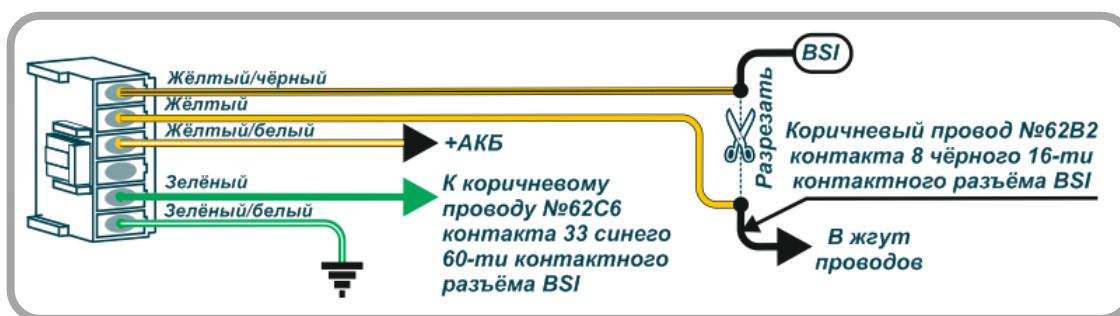 BSI
Жёлтый/чёрный
Жёлтый
Жёлтый/белый
+АКБ
Разрезать
Коричневый провод №62В2
контакта 8 чёрного 16-ти
контактного разъёма BSI
Зелёный
К коричневому
проводу №62С6
контакта 33 синего
60-ти контактного
разъёма BSI
Зелёный/белый
В жгут
проводов